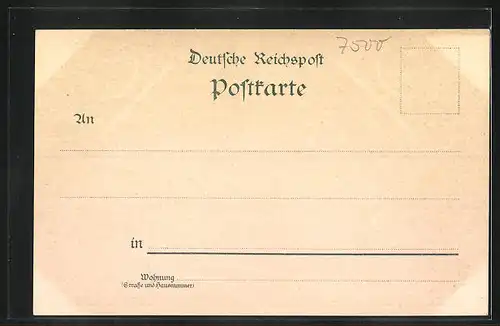 7500
Deutsche Reichspost
Postkarte
An
in
Wohnung
(Straße und Hausnummer)